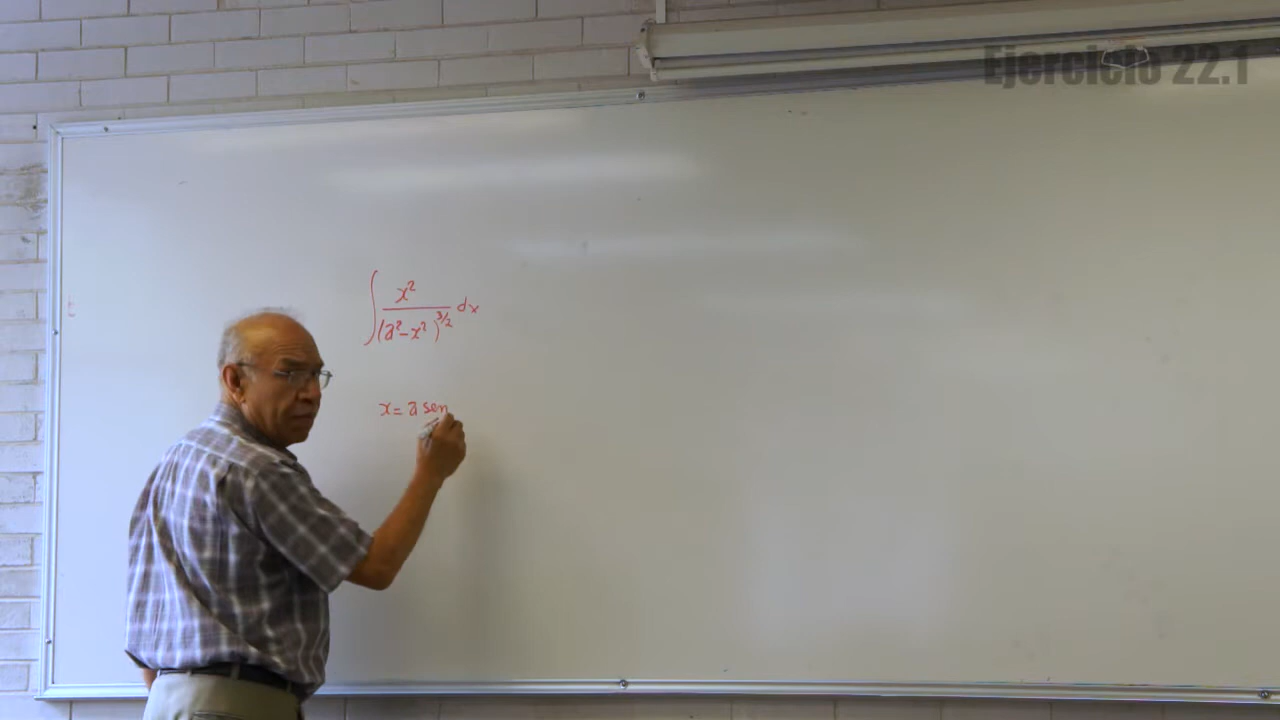 Ejercicio 22.1
∫ x² / (a²-x²)^3/2 dx
x = a sen